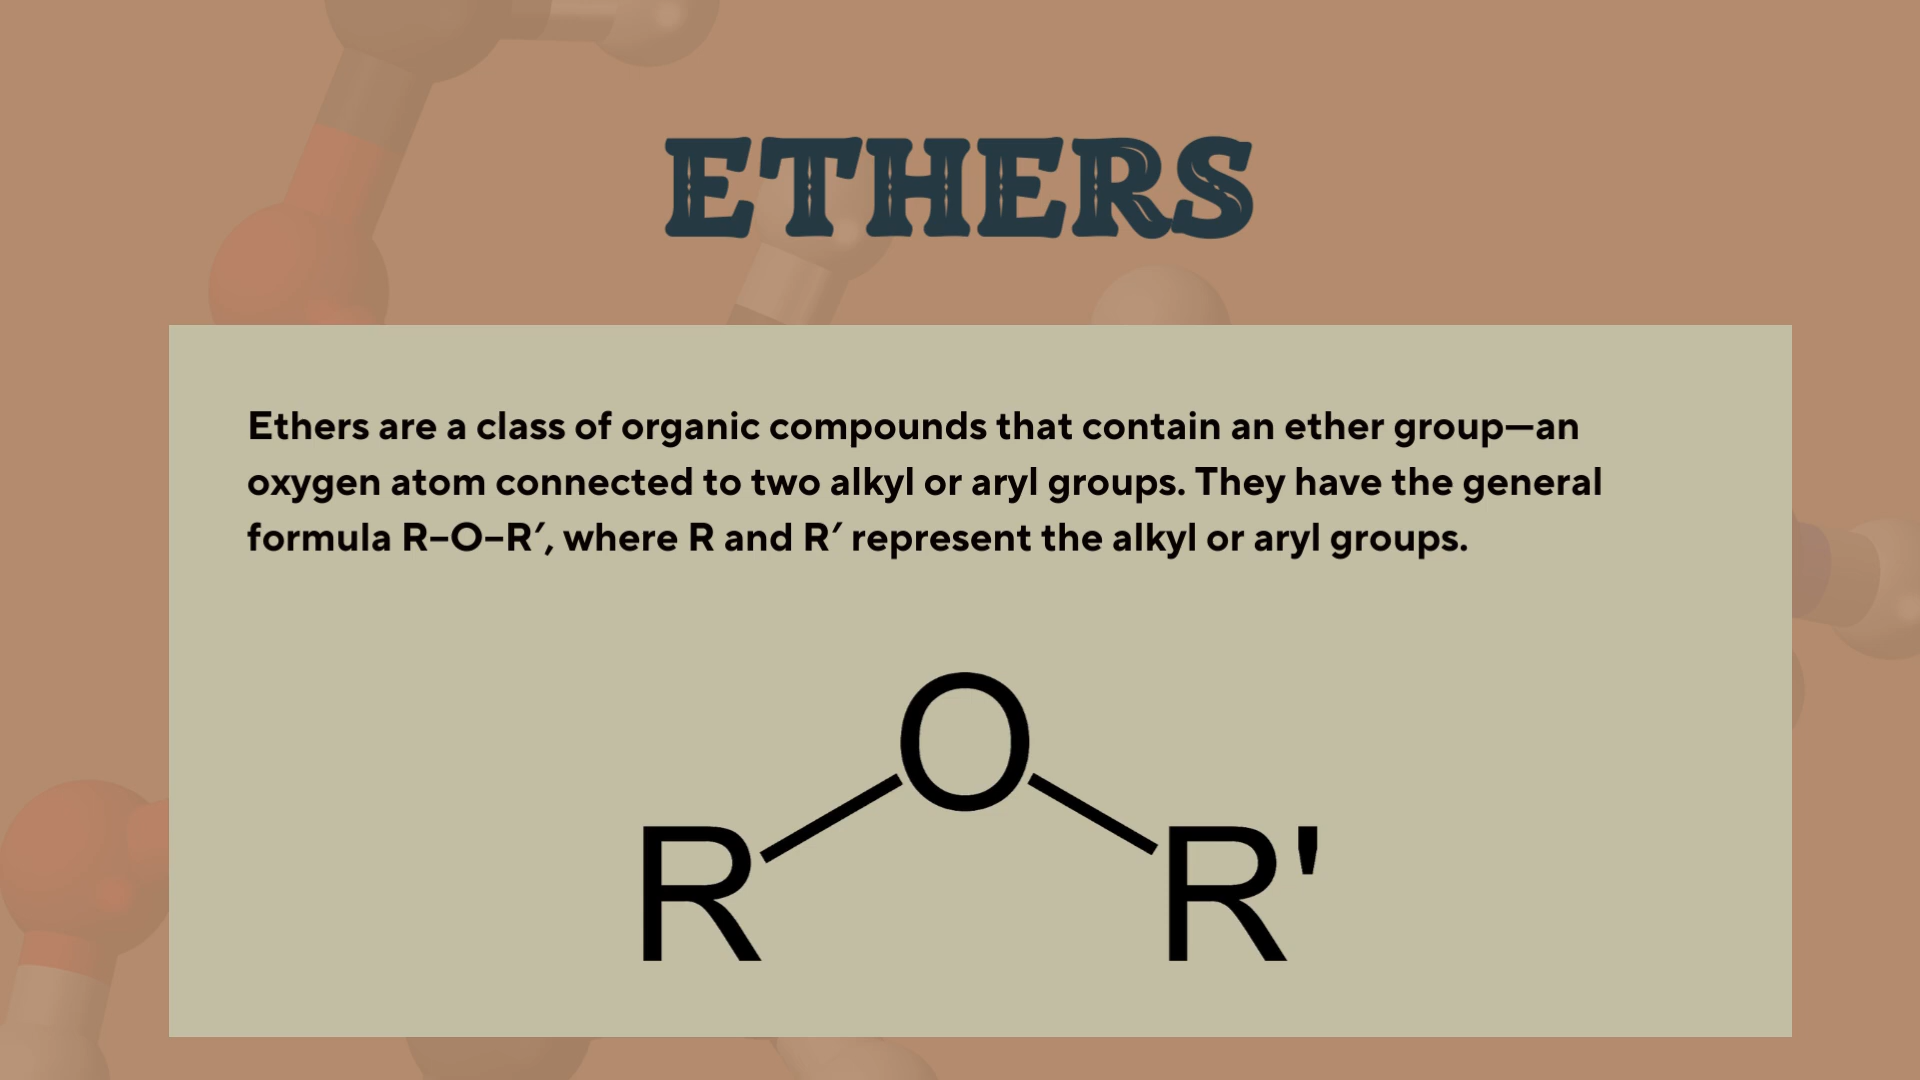 ETHERS
Ethers are a class of organic compounds that contain an ether group—an
oxygen atom connected to two alkyl or aryl groups. They have the general
formula R–O–R′, where R and R′ represent the alkyl or aryl groups.
O
R R'